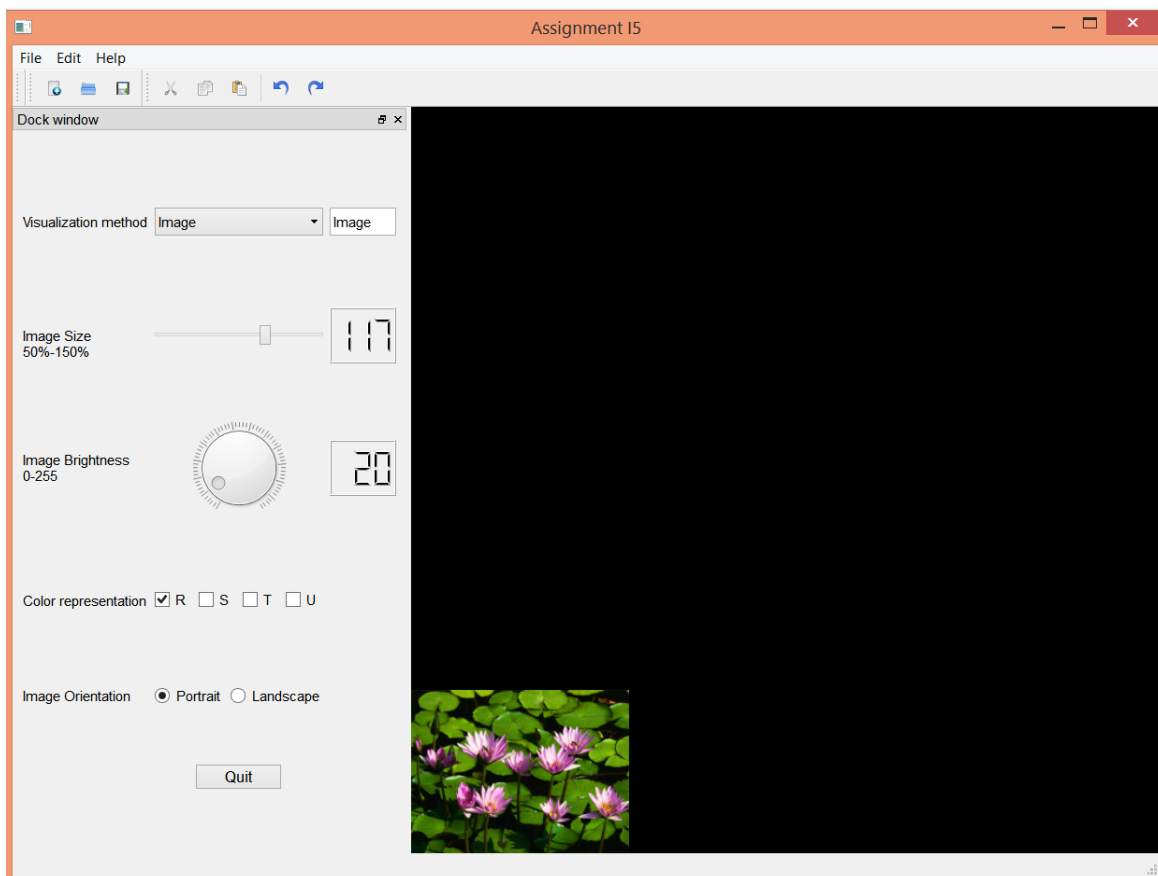 Assignment I5
File Edit Help
Dock window
Visualization method Image Image
Image Size
50%-150%
117
Image Brightness
0-255
20
Color representation R S T U
Image Orientation Portrait Landscape
Quit